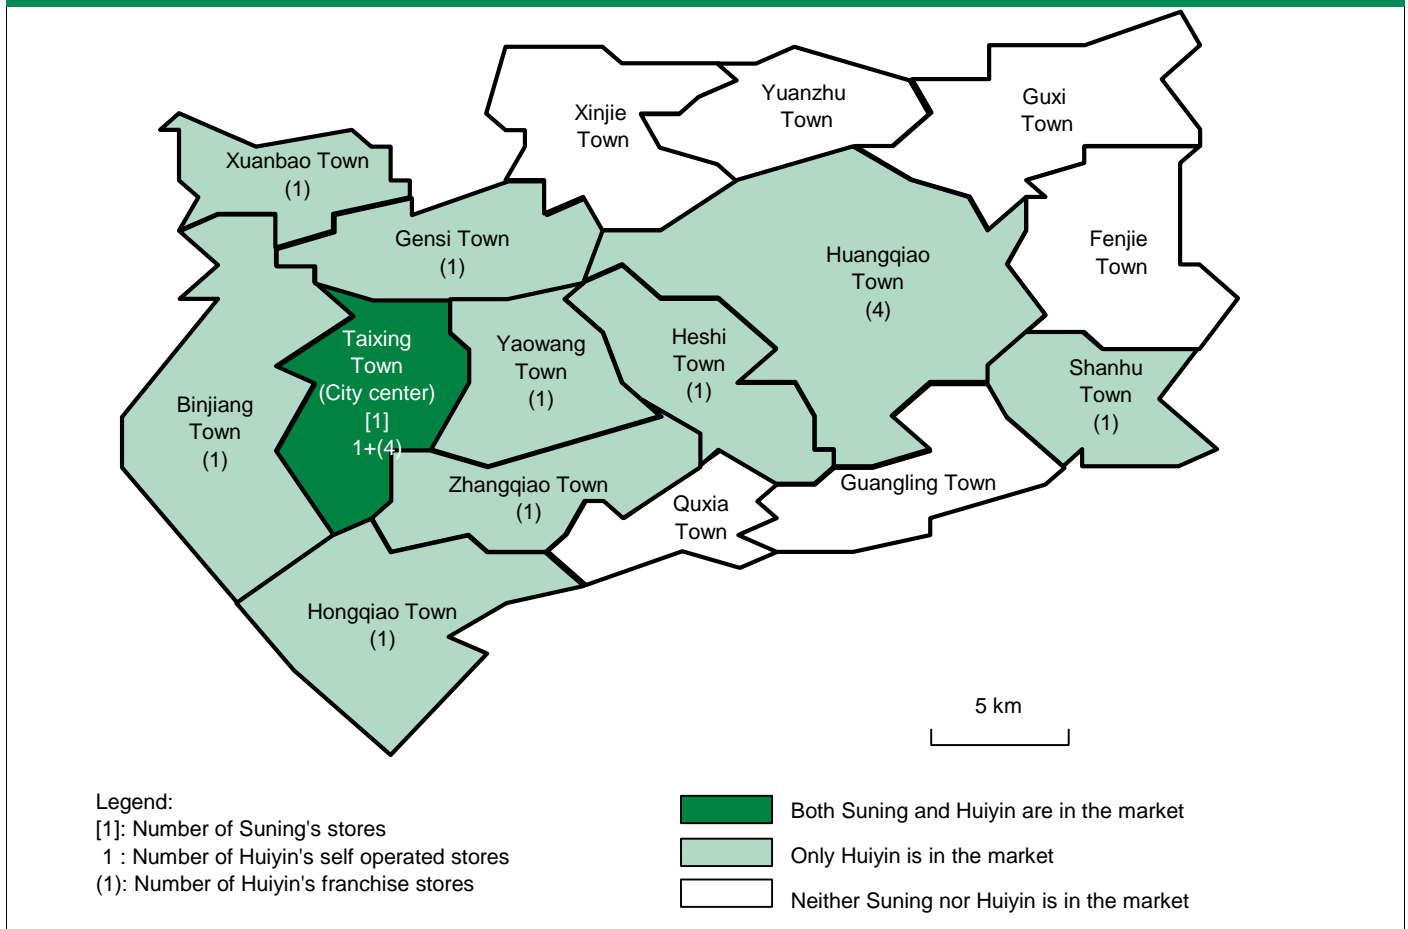 Xinjie
Town
Yuanzhu
Town
Guxi
Town
Xuanbao Town
(1)
Gensi Town
(1)
Huangqiao
Town
(4)
Fenjie
Town
Taixing
Town
(City center)
[1]
1+(4)
Yaowang
Town
(1)
Heshi
Town
(1)
Shanhu
Town
(1)
Binjiang
Town
(1)
Zhangqiao Town
(1)
Quxia
Town
Guangling Town
Hongqiao Town
(1)
5 km
Legend:
[1]: Number of Suning's stores
1 : Number of Huiyin's self operated stores
(1): Number of Huiyin's franchise stores
Both Suning and Huiyin are in the market
Only Huiyin is in the market
Neither Suning nor Huiyin is in the market